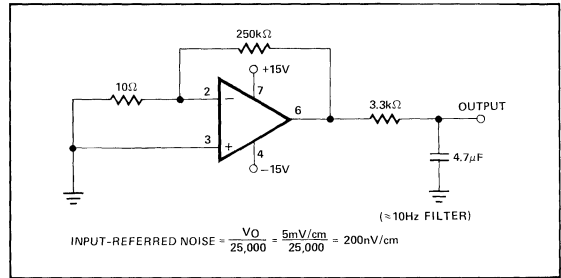 250kΩ
+15V
10Ω
2
−
7
6
3.3kΩ
OUTPUT
3
+
4
−15V
4.7μF
(≈10Hz FILTER)
INPUT-REFERRED NOISE = VO / 25,000 = 5mV/cm / 25,000 = 200nV/cm